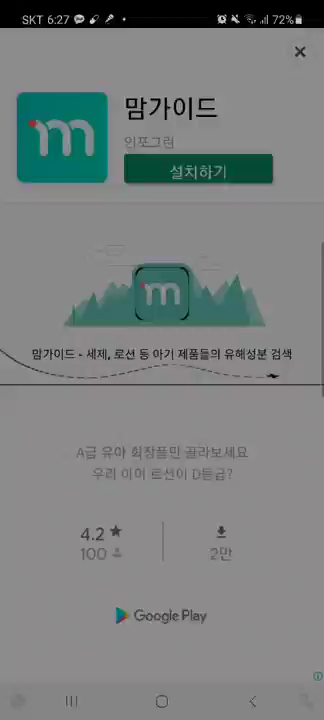 SKT 6:27
72%
맘가이드
인포그린
설치하기
m
맘가이드 - 세제, 로션 등 아기 제품들의 유해성분 검색
A급 유아 화장품만 골라보세요
우리 아이 로션이 D등급?
4.2 ★
100
2만
Google Play